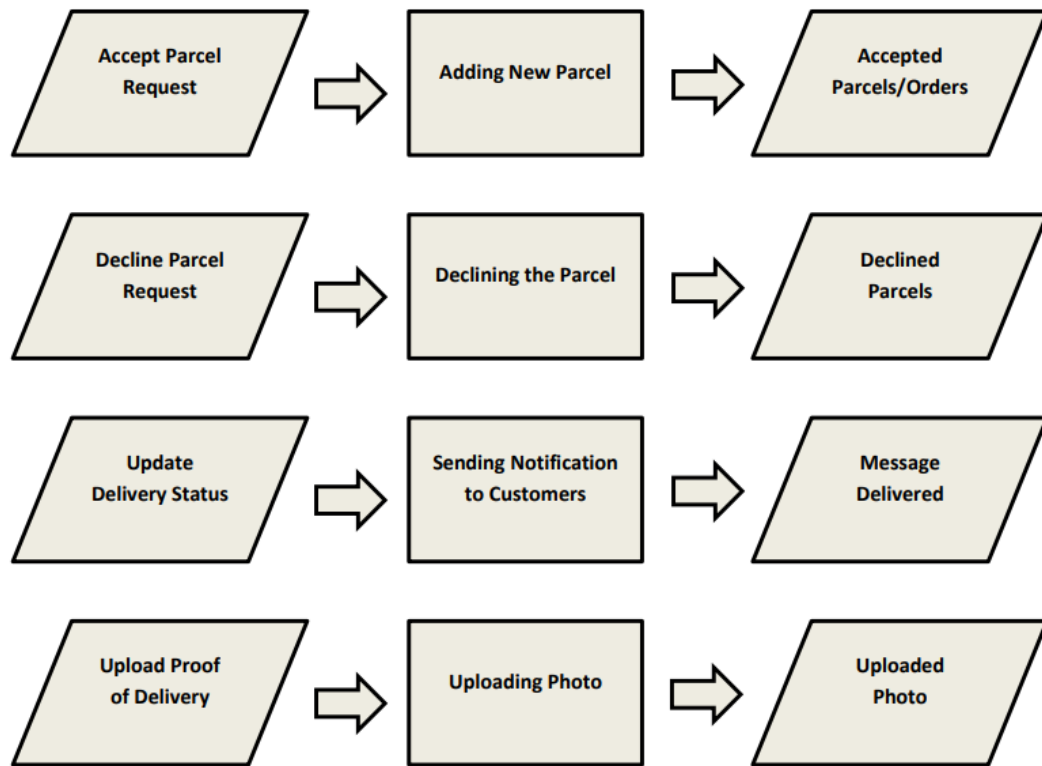 Accept Parcel
Request
Adding New Parcel
Accepted
Parcels/Orders
Decline Parcel
Request
Declining the Parcel
Declined
Parcels
Update
Delivery Status
Sending Notification
to Customers
Message
Delivered
Upload Proof
of Delivery
Uploading Photo
Uploaded
Photo